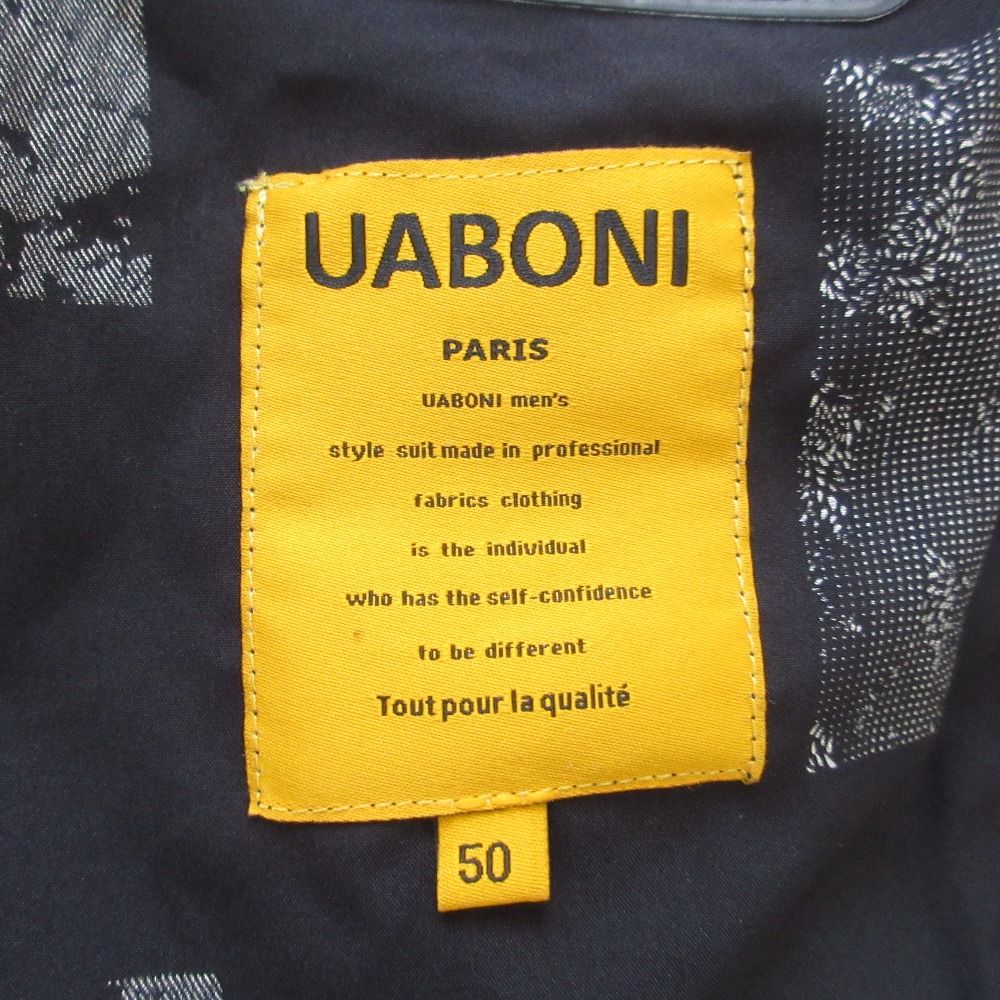 UABONI
PARIS
UABONI men's
style suit made in professional
fabrics clothing
is the individual
who has the self-confidence
to be different
Tout pour la qualité
50